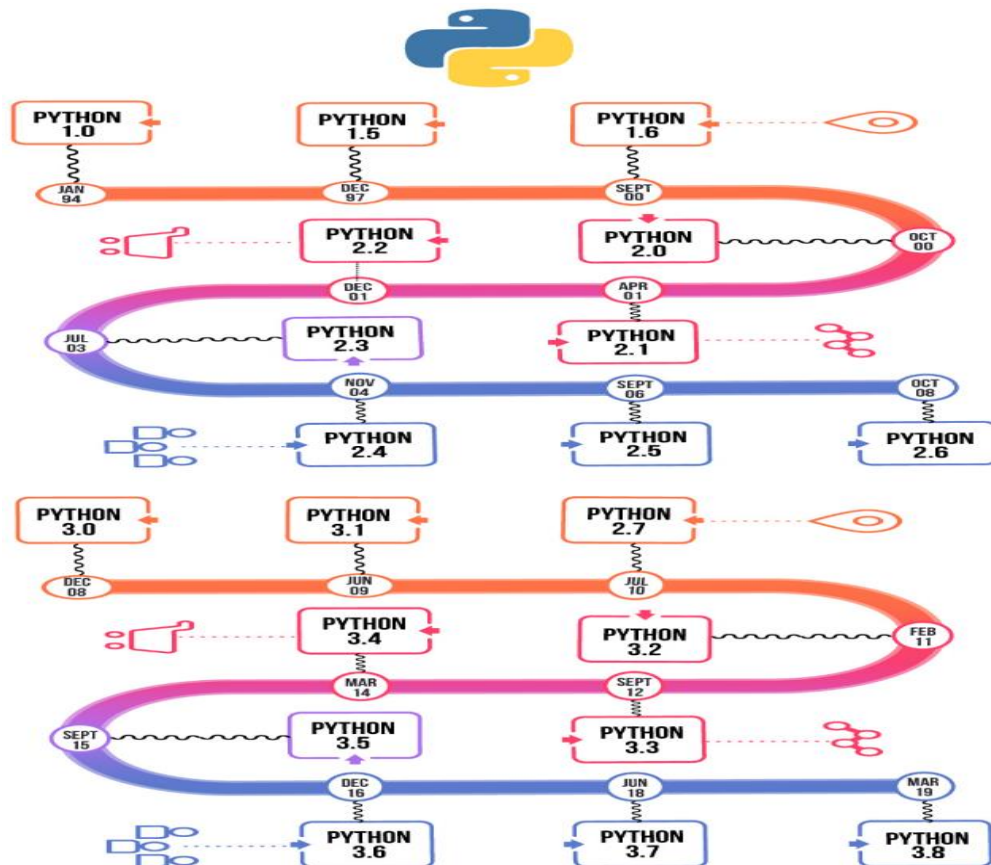 PYTHON
1.0
PYTHON
1.5
PYTHON
1.6
JAN
94
DEC
97
SEPT
00
PYTHON
2.2
PYTHON
2.0
OCT
00
DEC
01
APR
01
JUL
03
PYTHON
2.3
PYTHON
2.1
NOV
04
SEPT
06
OCT
08
PYTHON
2.4
PYTHON
2.5
PYTHON
2.6
PYTHON
3.0
PYTHON
3.1
PYTHON
2.7
DEC
08
JUN
09
JUL
10
PYTHON
3.4
PYTHON
3.2
FEB
11
MAR
14
SEPT
12
SEPT
15
PYTHON
3.5
PYTHON
3.3
DEC
16
JUN
18
MAR
19
PYTHON
3.6
PYTHON
3.7
PYTHON
3.8